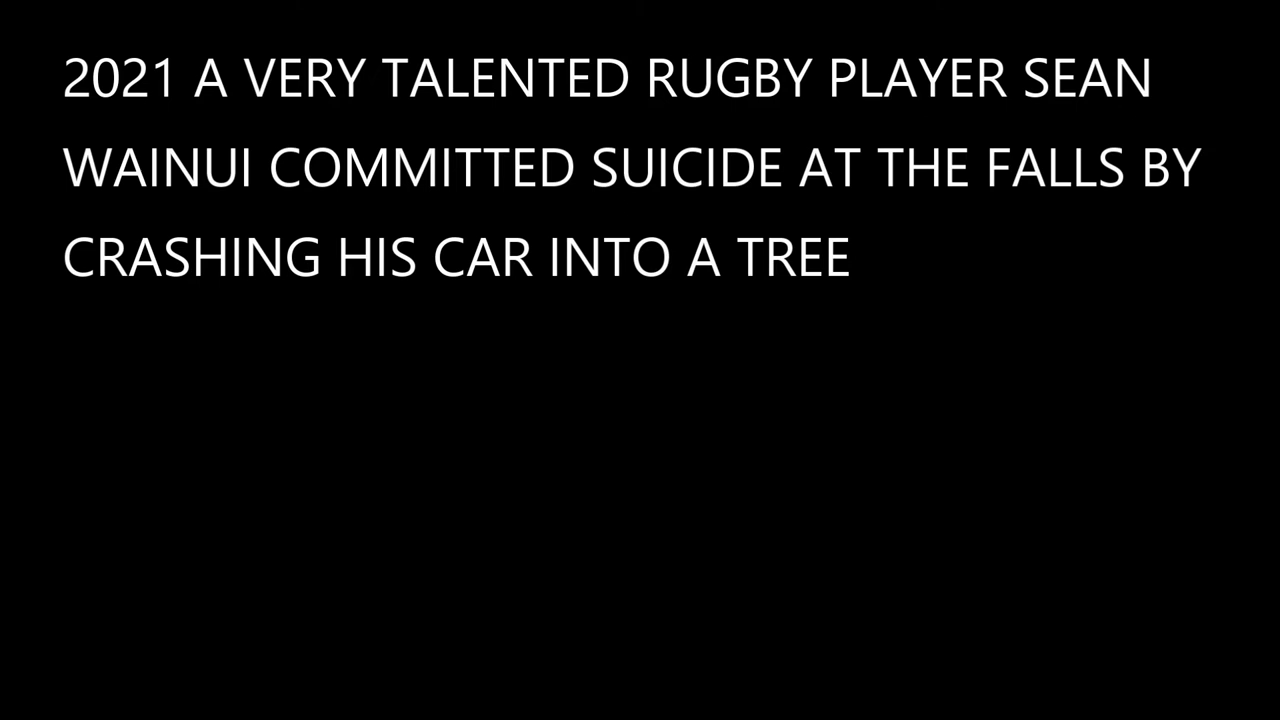 2021 A VERY TALENTED RUGBY PLAYER SEAN
WAINUI COMMITTED SUICIDE AT THE FALLS BY
CRASHING HIS CAR INTO A TREE